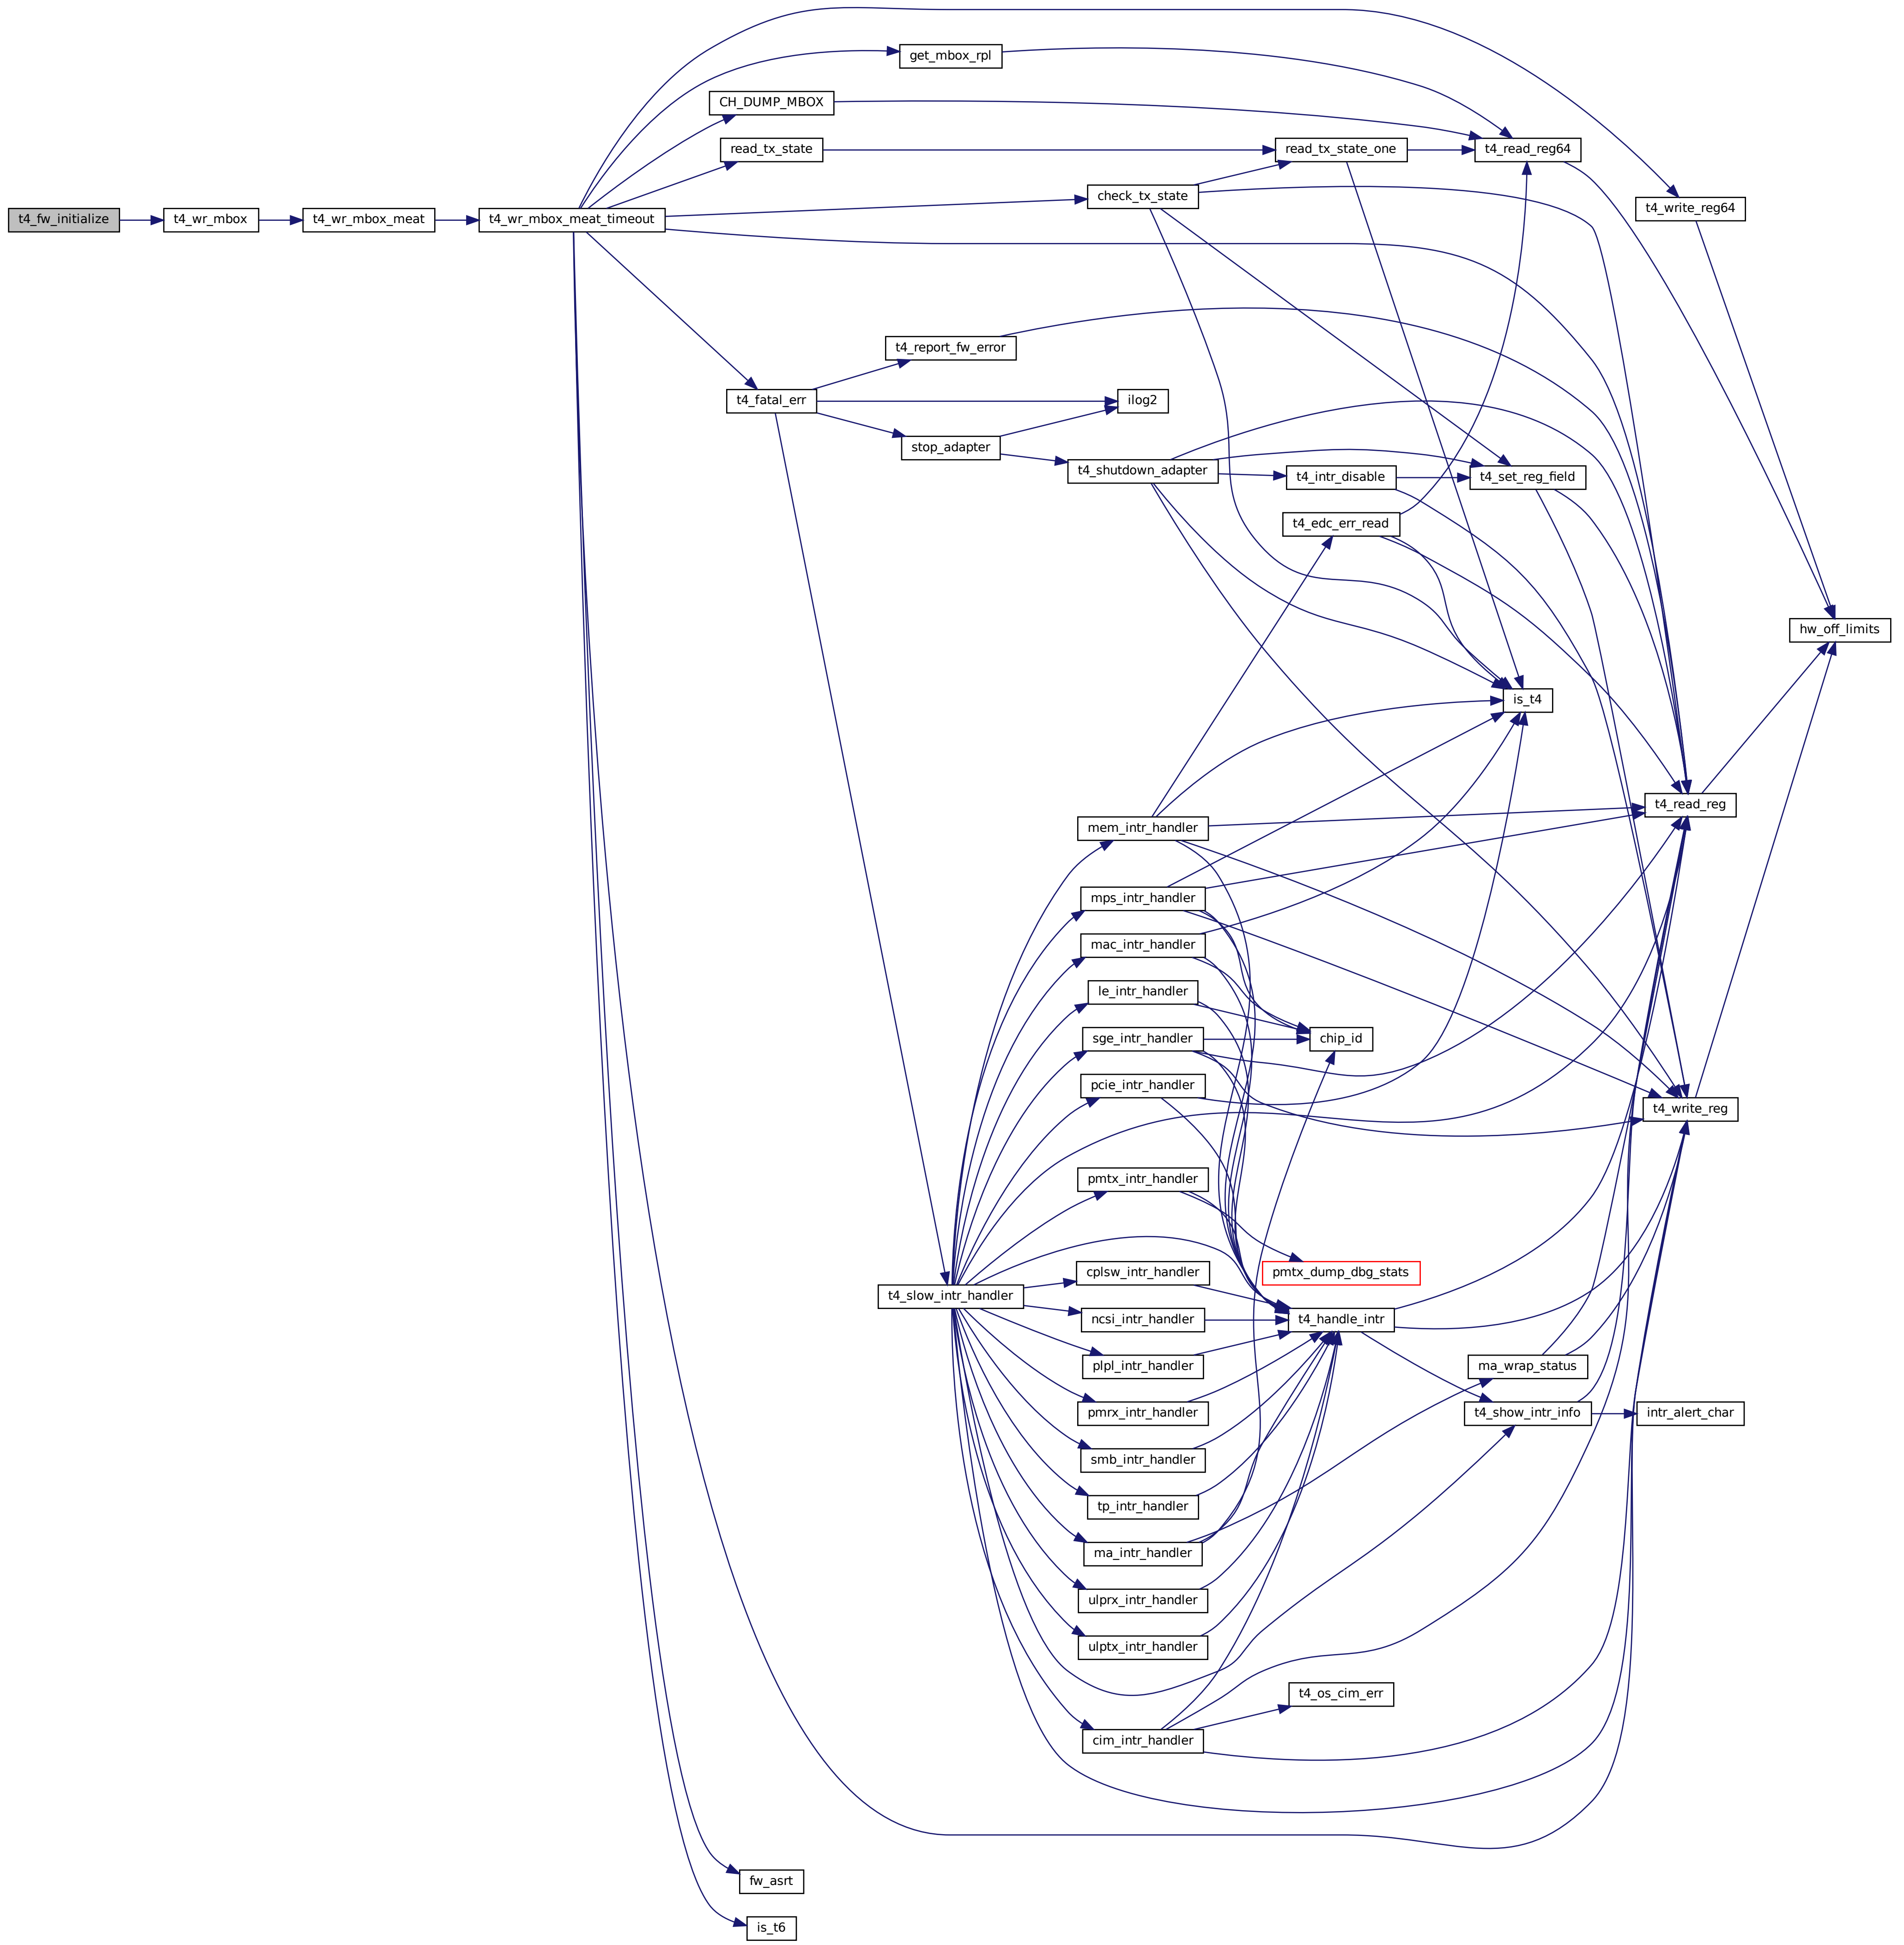 t4_fw_initialize
t4_wr_mbox
t4_wr_mbox_meat
t4_wr_mbox_meat_timeout
get_mbox_rpl
CH_DUMP_MBOX
read_tx_state
read_tx_state_one
t4_read_reg64
check_tx_state
t4_write_reg64
t4_report_fw_error
t4_fatal_err
ilog2
stop_adapter
t4_shutdown_adapter
t4_intr_disable
t4_set_reg_field
t4_edc_err_read
hw_off_limits
is_t4
t4_read_reg
mem_intr_handler
mps_intr_handler
mac_intr_handler
le_intr_handler
sge_intr_handler
chip_id
pcie_intr_handler
t4_write_reg
pmtx_intr_handler
cplsw_intr_handler
pmtx_dump_dbg_stats
t4_slow_intr_handler
ncsi_intr_handler
t4_handle_intr
plpl_intr_handler
ma_wrap_status
pmrx_intr_handler
t4_show_intr_info
intr_alert_char
smb_intr_handler
tp_intr_handler
ma_intr_handler
ulprx_intr_handler
ulptx_intr_handler
t4_os_cim_err
cim_intr_handler
fw_asrt
is_t6